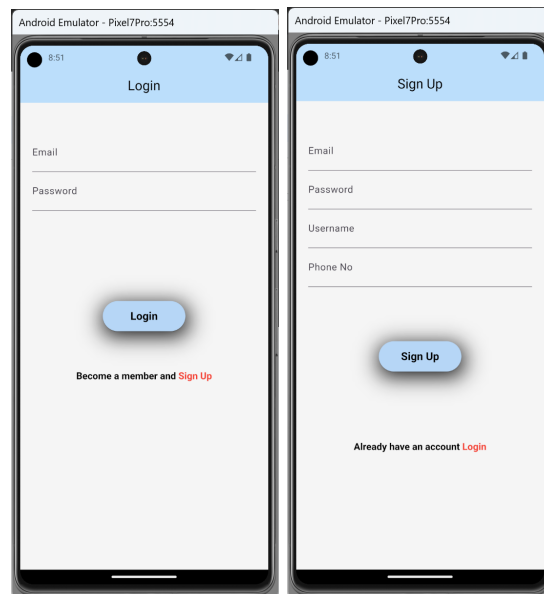 Android Emulator - Pixel7Pro:5554
8:51
Login
Email
Password
Login
Become a member and Sign Up
Android Emulator - Pixel7Pro:5554
8:51
Sign Up
Email
Password
Username
Phone No
Sign Up
Already have an account Login